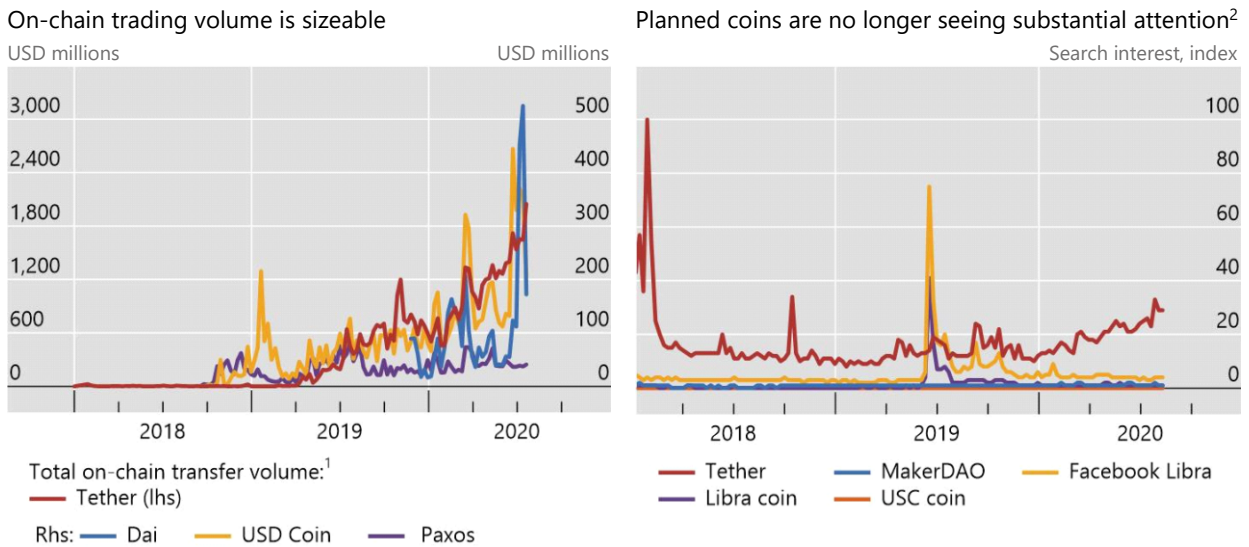 On-chain trading volume is sizeable
USD millions USD millions
3,000 500
2,400 400
1,800 300
1,200 200
600 100
0 0
2018 2019 2020
Total on-chain transfer volume:1
Tether (lhs)
Rhs: Dai USD Coin Paxos
Planned coins are no longer seeing substantial attention2
Search interest, index
100
80
60
40
20
0
2018 2019 2020
Tether MakerDAO Facebook Libra
Libra coin USC coin